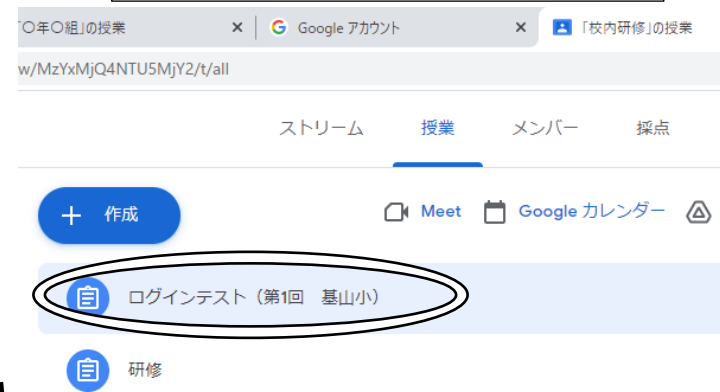 「○年○組」の授業 × G Google アカウント × 「校内研修」の授業
w/MzYxMjQ4NTU5MjY2/t/all
ストリーム 授業 メンバー 採点
+ 作成 Meet Google カレンダー
ログインテスト（第1回　基山小）
研修